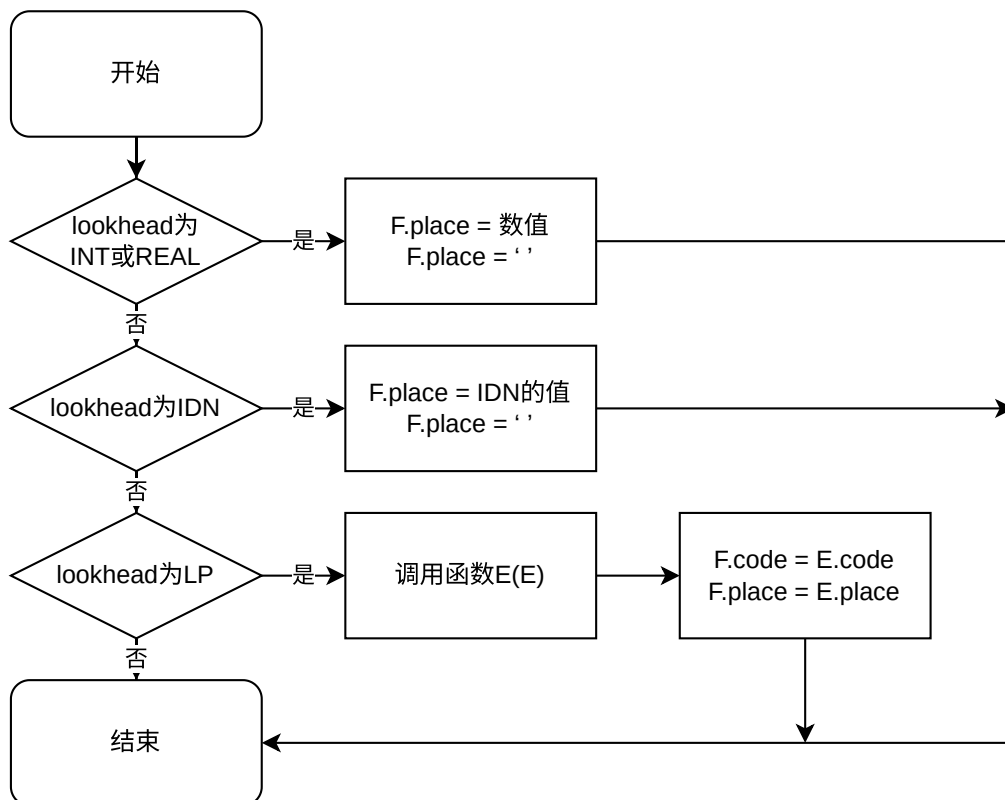 开始
lookhead为
INT或REAL
是
F.place = 数值
F.place = ‘ ’
否
lookhead为IDN
是
F.place = IDN的值
F.place = ‘ ’
否
lookhead为LP
是
调用函数E(E)
F.code = E.code
F.place = E.place
否
结束